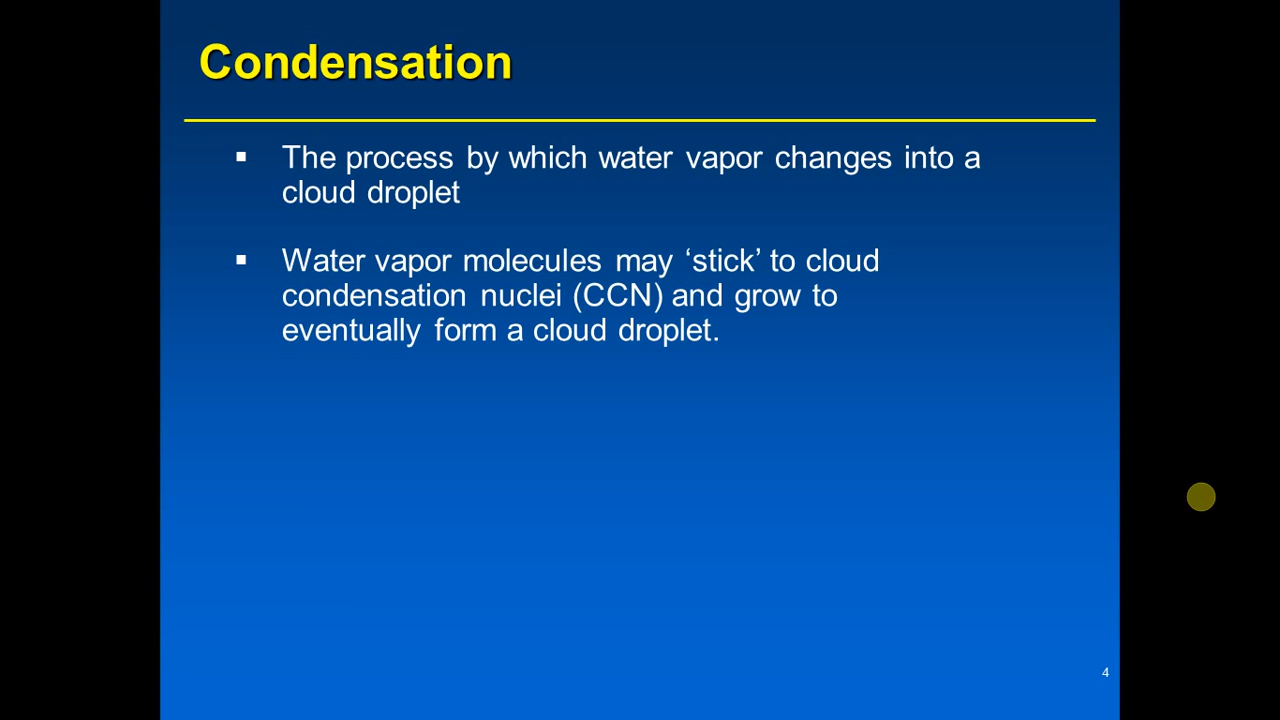 Condensation
▪ The process by which water vapor changes into a
cloud droplet
▪ Water vapor molecules may ‘stick’ to cloud
condensation nuclei (CCN) and grow to
eventually form a cloud droplet.
4